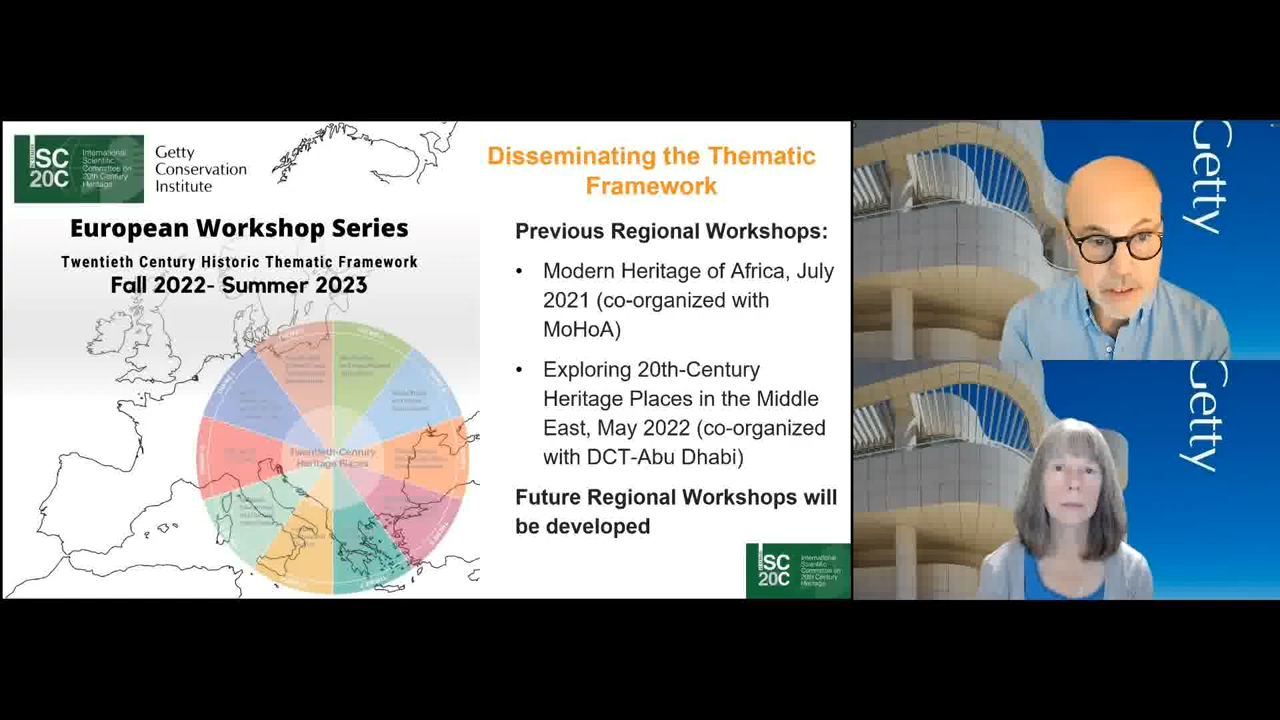 ISC
20C
International
Scientific
Committee on
20th Century
Heritage
Getty
Conservation
Institute
European Workshop Series
Twentieth Century Historic Thematic Framework
Fall 2022- Summer 2023
Twentieth-Century
Heritage Places
Disseminating the Thematic
Framework
Previous Regional Workshops:
• Modern Heritage of Africa, July
2021 (co-organized with
MoHoA)
• Exploring 20th-Century
Heritage Places in the Middle
East, May 2022 (co-organized
with DCT-Abu Dhabi)
Future Regional Workshops will
be developed
ISC
20C
International
Scientific
Committee on
20th Century
Heritage
Getty
Getty